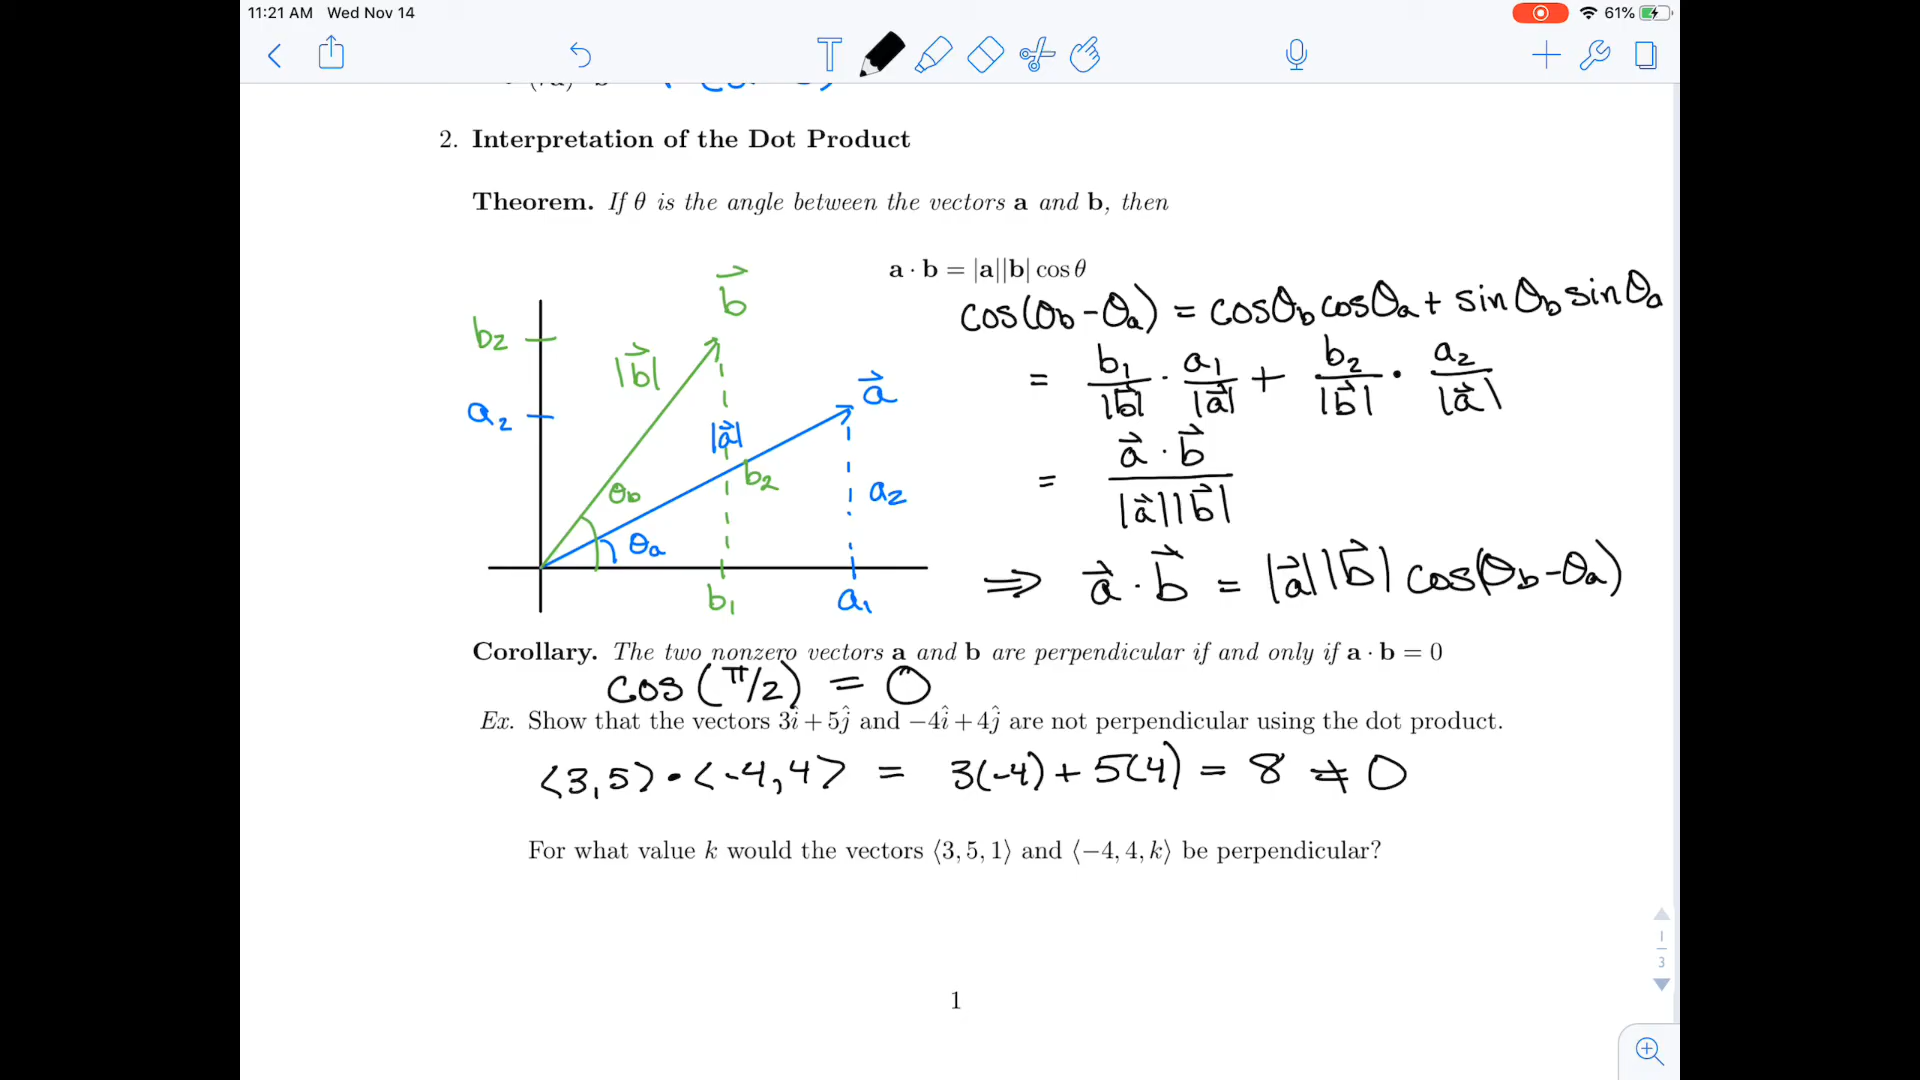 11:21 AM Wed Nov 14
61%
2. Interpretation of the Dot Product
Theorem. If θ is the angle between the vectors a and b, then
a · b = |a||b| cos θ
cos(θb - θa) = cosθb cosθa + sinθb sinθa
= b1/|b⃗| · a1/|a⃗| + b2/|b⃗| · a2/|a⃗|
= a⃗ · b⃗ / |a⃗||b⃗|
⇒ a⃗ · b⃗ = |a⃗||b⃗| cos(θb - θa)
b⃗
b2
|b⃗|
a⃗
a2
|a⃗|
b2
θb
a2
θa
b1
a1
Corollary. The two nonzero vectors a and b are perpendicular if and only if a · b = 0
cos(π/2) = 0
Ex. Show that the vectors 3î + 5ĵ and −4î + 4ĵ are not perpendicular using the dot product.
⟨3,5⟩ • ⟨-4,4⟩ = 3(-4) + 5(4) = 8 ≠ 0
For what value k would the vectors ⟨3, 5, 1⟩ and ⟨−4, 4, k⟩ be perpendicular?
1
3
1